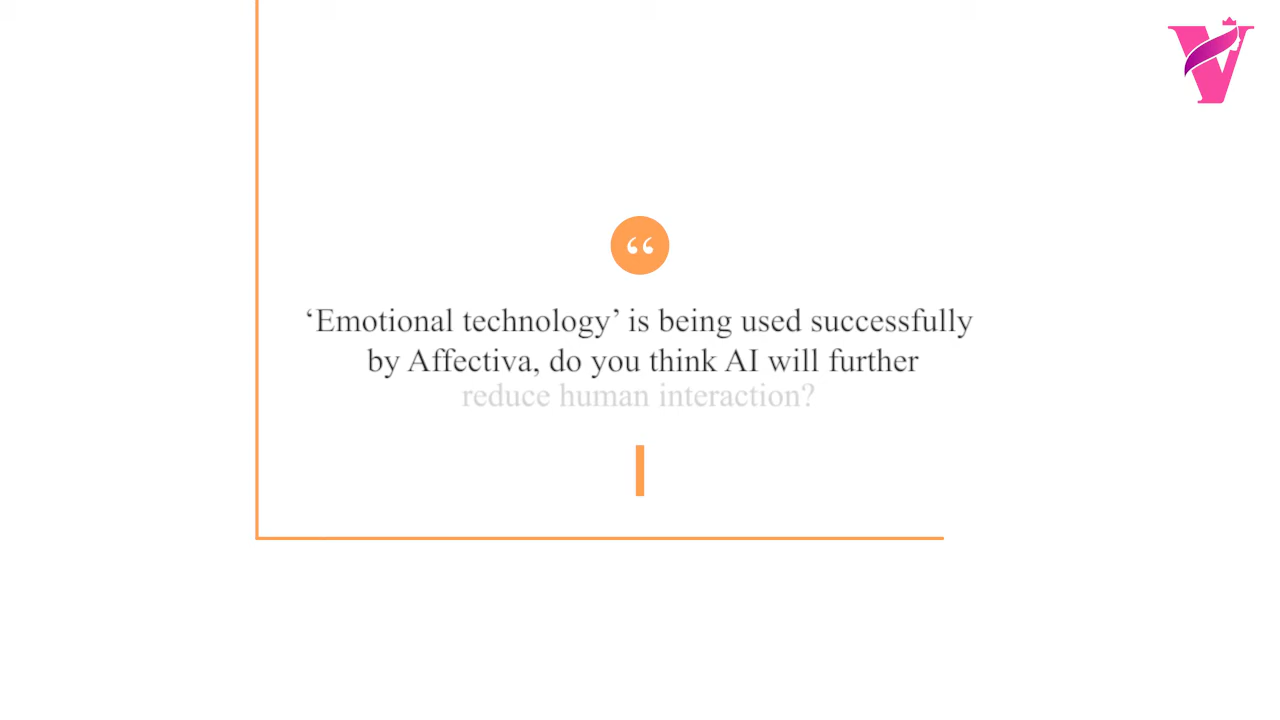 ‘Emotional technology’ is being used successfully
by Affectiva, do you think AI will further
reduce human interaction?